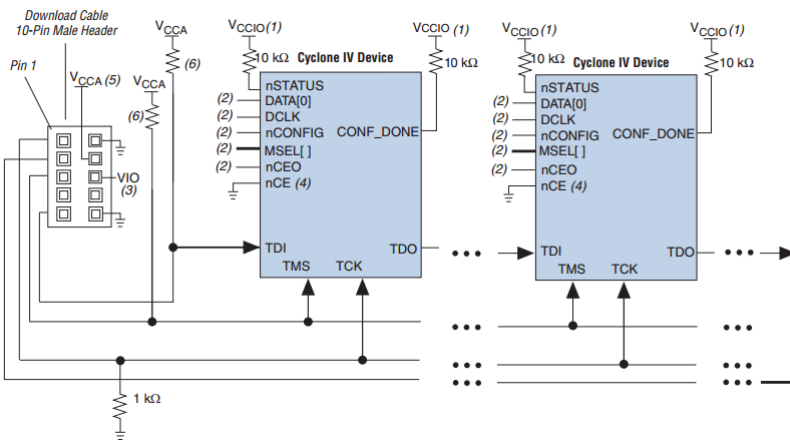 Download Cable
10-Pin Male Header
Pin 1
VCCA (5)
VCCA
(6)
VCCA
(6)
VIO
(3)
VCCIO (1)
10 kΩ
Cyclone IV Device
VCCIO (1)
10 kΩ
nSTATUS
(2) DATA[0]
(2) DCLK
(2) nCONFIG CONF_DONE
(2) MSEL[ ]
(2) nCEO
nCE (4)
TDI TDO
TMS TCK
VCCIO (1)
10 kΩ
Cyclone IV Device
VCCIO (1)
10 kΩ
nSTATUS
(2) DATA[0]
(2) DCLK
(2) nCONFIG CONF_DONE
(2) MSEL[ ]
(2) nCEO
nCE (4)
TDI TDO
TMS TCK
1 kΩ